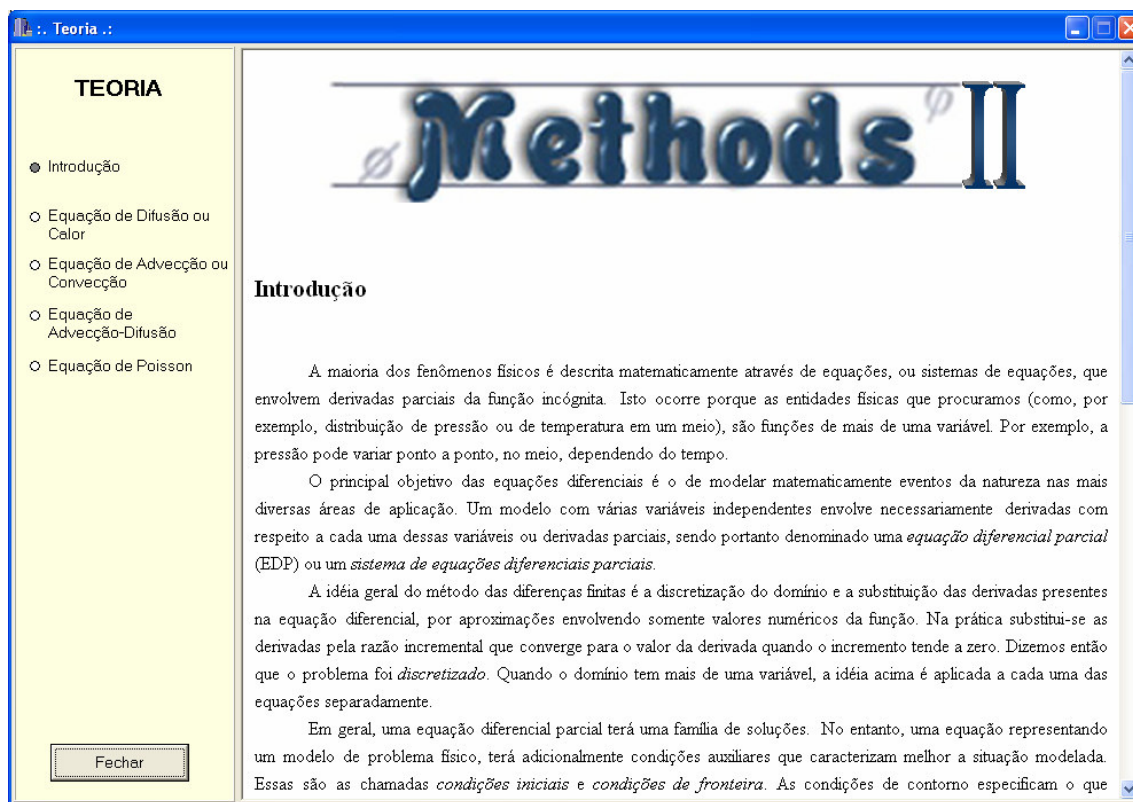 :. Teoria .:
TEORIA
Introdução
Equação de Difusão ou
Calor
Equação de Advecção ou
Convecção
Equação de
Advecção-Difusão
Equação de Poisson
Fechar
φ Methods φ II
Introdução
A maioria dos fenômenos físicos é descrita matematicamente através de equações, ou sistemas de equações, que
envolvem derivadas parciais da função incógnita. Isto ocorre porque as entidades físicas que procuramos (como, por
exemplo, distribuição de pressão ou de temperatura em um meio), são funções de mais de uma variável. Por exemplo, a
pressão pode variar ponto a ponto, no meio, dependendo do tempo.
O principal objetivo das equações diferenciais é o de modelar matematicamente eventos da natureza nas mais
diversas áreas de aplicação. Um modelo com várias variáveis independentes envolve necessariamente derivadas com
respeito a cada uma dessas variáveis ou derivadas parciais, sendo portanto denominado uma equação diferencial parcial
(EDP) ou um sistema de equações diferenciais parciais.
A idéia geral do método das diferenças finitas é a discretização do domínio e a substituição das derivadas presentes
na equação diferencial, por aproximações envolvendo somente valores numéricos da função. Na prática substitui-se as
derivadas pela razão incremental que converge para o valor da derivada quando o incremento tende a zero. Dizemos então
que o problema foi discretizado. Quando o domínio tem mais de uma variável, a idéia acima é aplicada a cada uma das
equações separadamente.
Em geral, uma equação diferencial parcial terá uma família de soluções. No entanto, uma equação representando
um modelo de problema físico, terá adicionalmente condições auxiliares que caracterizam melhor a situação modelada.
Essas são as chamadas condições iniciais e condições de fronteira. As condições de contorno especificam o que